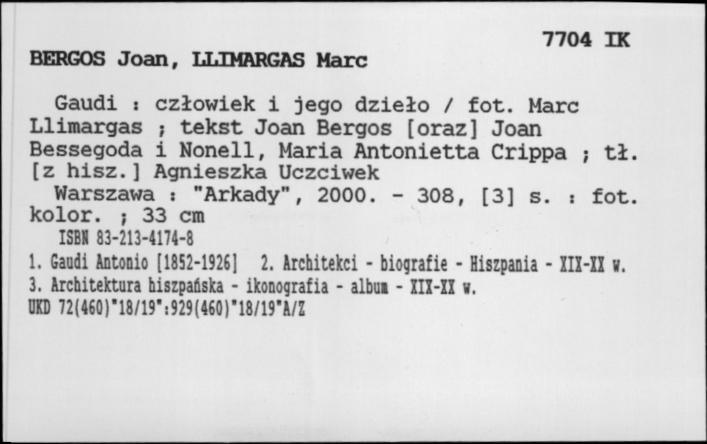 7704 IK
BERGOS Joan, LLIMARGAS Marc
Gaudi : człowiek i jego dzieło / fot. Marc
Llimargas ; tekst Joan Bergos [oraz] Joan
Bessegoda i Nonell, Maria Antonietta Crippa ; tł.
[z hisz.] Agnieszka Uczciwek
Warszawa : "Arkady", 2000. - 308, [3] s. : fot.
kolor. ; 33 cm
ISBN 83-213-4174-8
1. Gaudi Antonio [1852-1926] 2. Architekci - biografie - Hiszpania - XIX-XX w.
3. Architektura hiszpańska - ikonografia - album - XIX-XX w.
UKD 72(460)"18/19":929(460)"18/19"A/Z